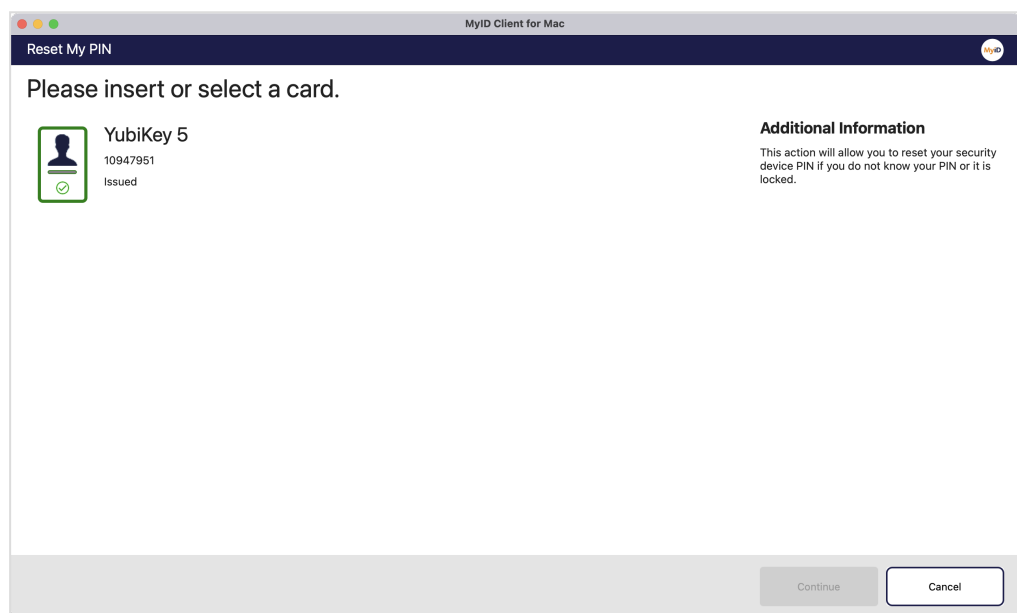 MyID Client for Mac
Reset My PIN
MyID
Please insert or select a card.
YubiKey 5
10947951
Issued
Additional Information
This action will allow you to reset your security
device PIN if you do not know your PIN or it is
locked.
Continue
Cancel